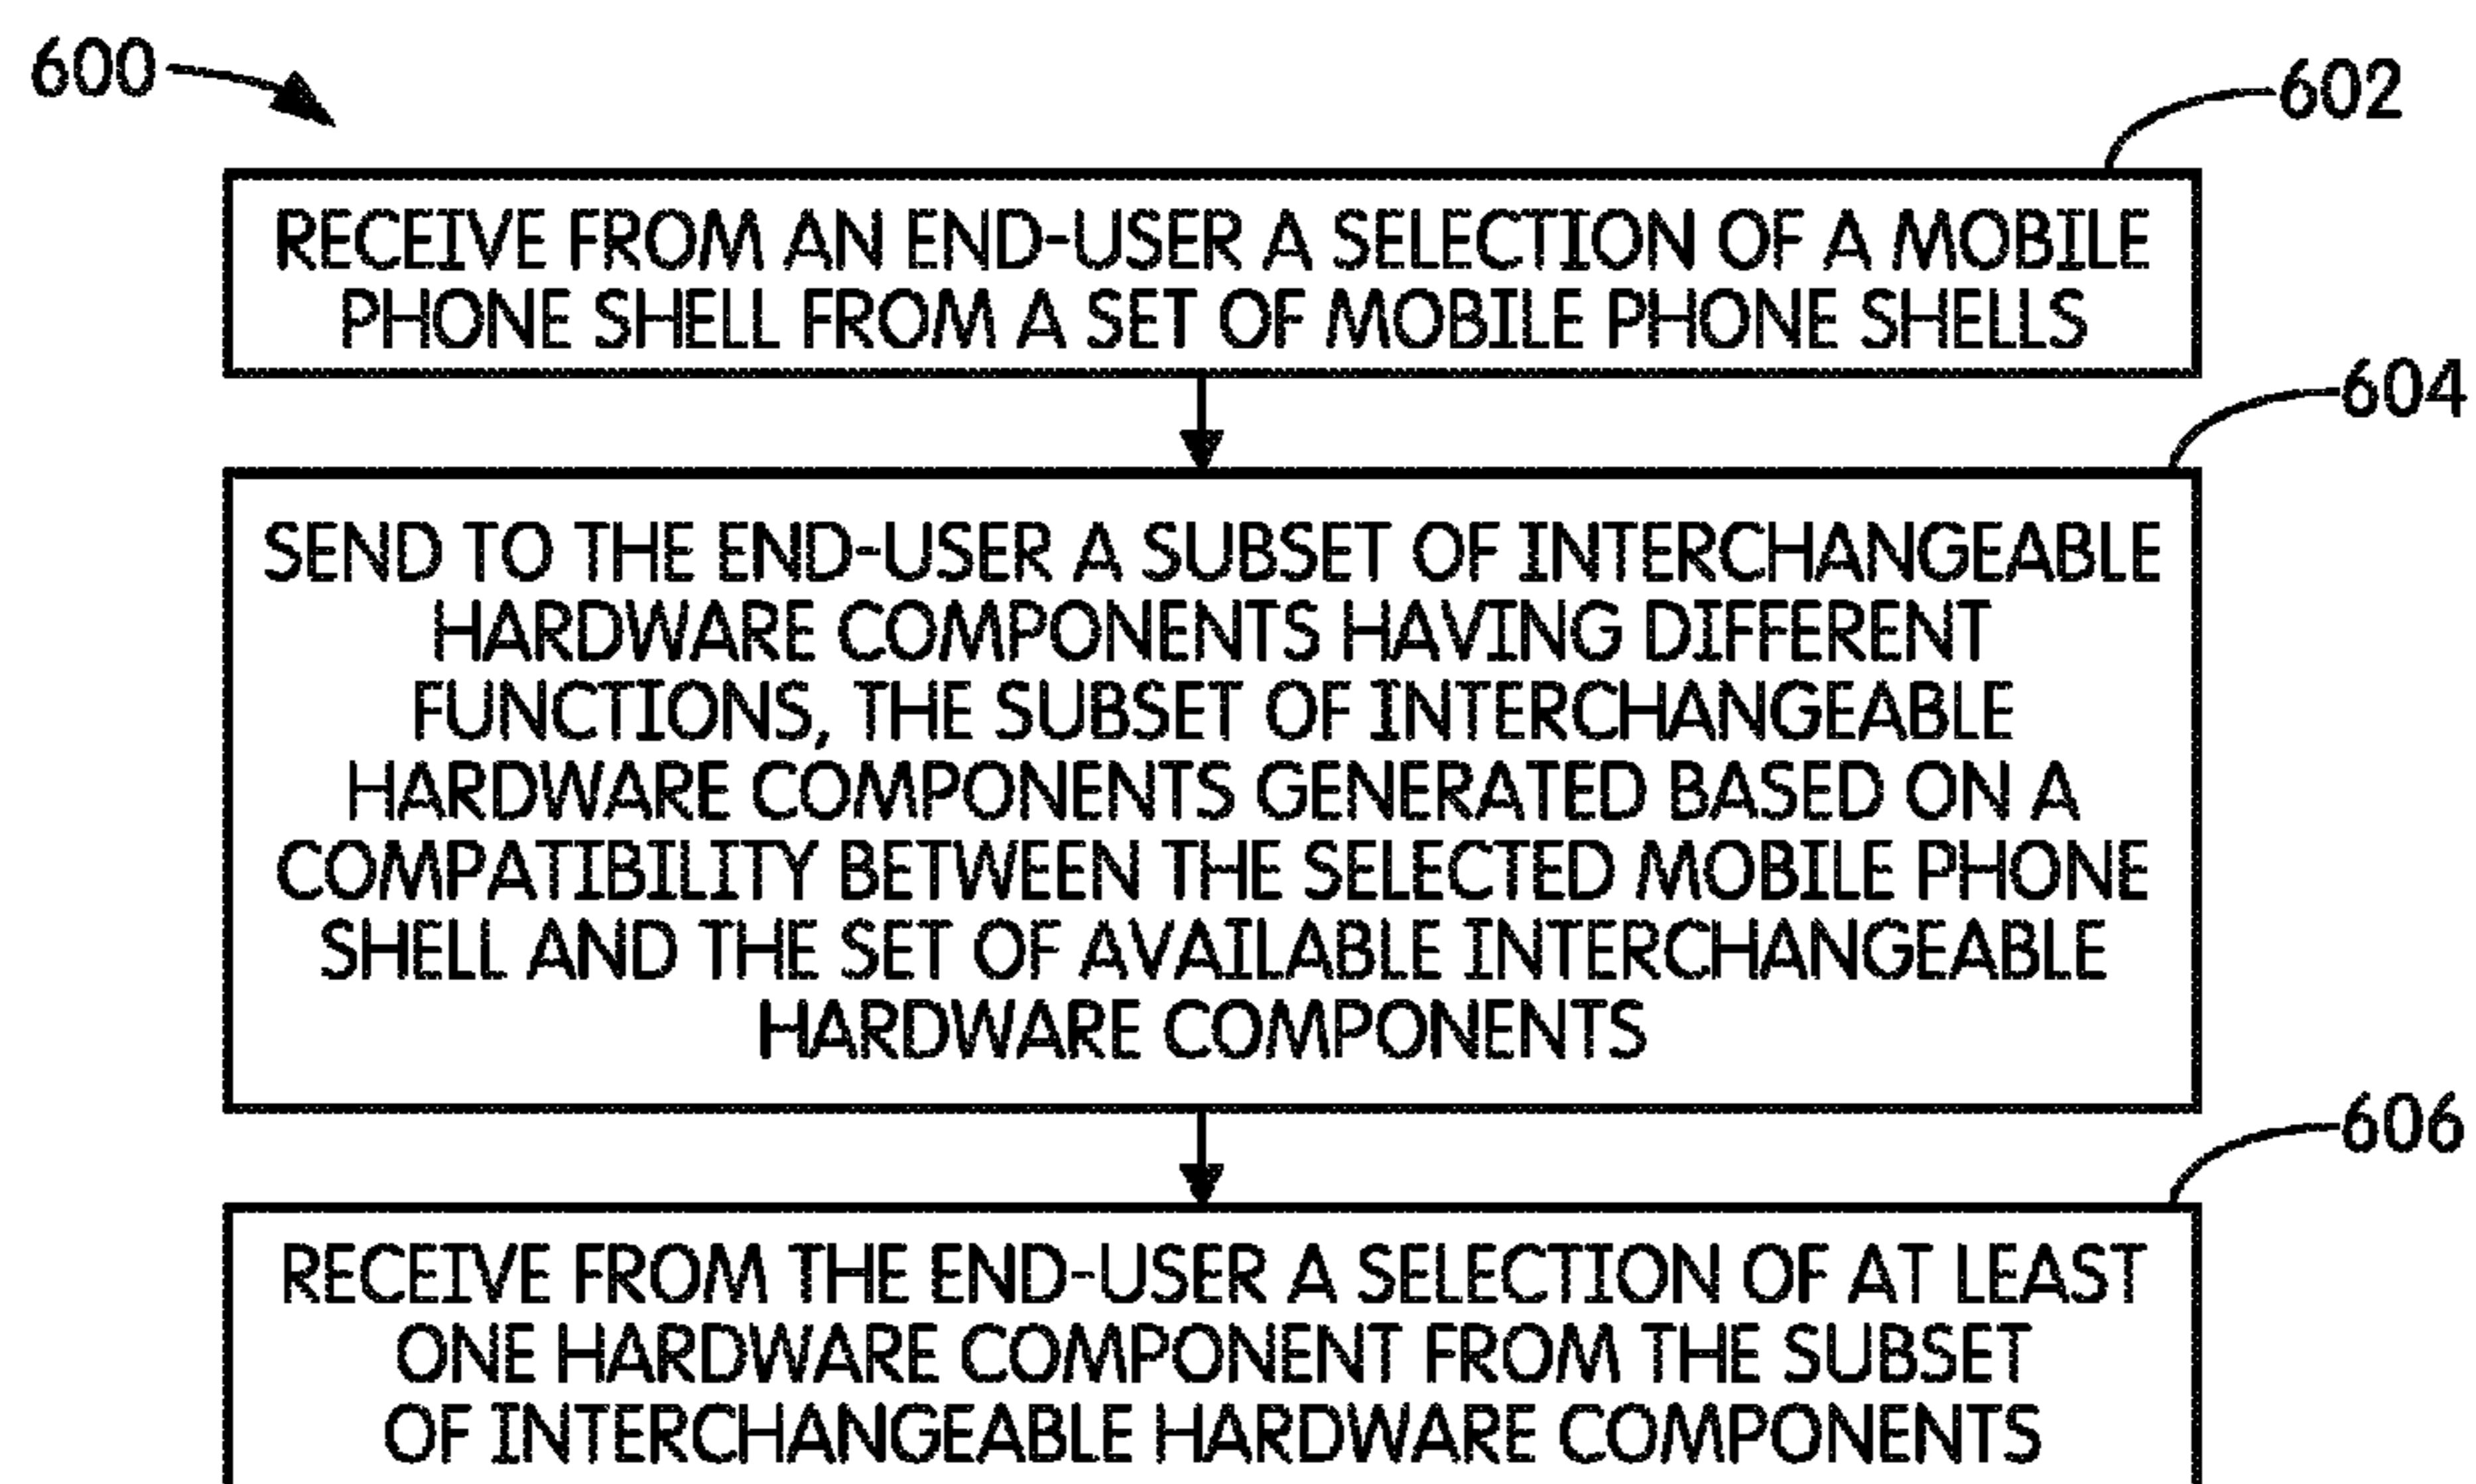 600
602
RECEIVE FROM AN END-USER A SELECTION OF A MOBILE
PHONE SHELL FROM A SET OF MOBILE PHONE SHELLS
604
SEND TO THE END-USER A SUBSET OF INTERCHANGEABLE
HARDWARE COMPONENTS HAVING DIFFERENT
FUNCTIONS, THE SUBSET OF INTERCHANGEABLE
HARDWARE COMPONENTS GENERATED BASED ON A
COMPATIBILITY BETWEEN THE SELECTED MOBILE PHONE
SHELL AND THE SET OF AVAILABLE INTERCHANGEABLE
HARDWARE COMPONENTS
606
RECEIVE FROM THE END-USER A SELECTION OF AT LEAST
ONE HARDWARE COMPONENT FROM THE SUBSET
OF INTERCHANGEABLE HARDWARE COMPONENTS